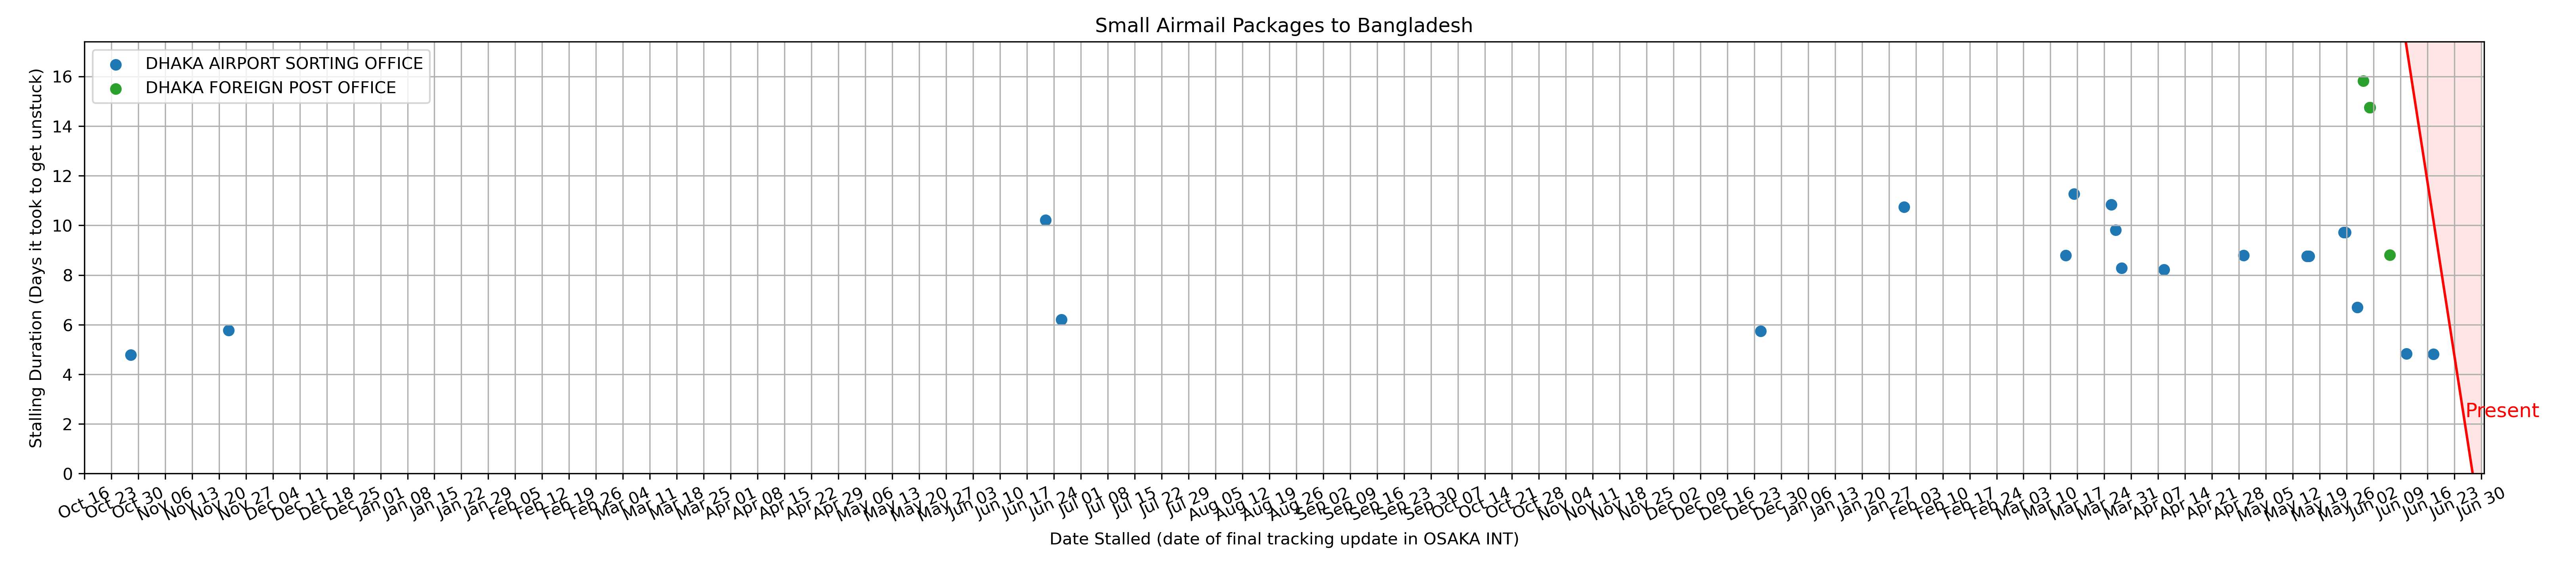 Small Airmail Packages to Bangladesh
DHAKA AIRPORT SORTING OFFICE
DHAKA FOREIGN POST OFFICE
Stalling Duration (Days it took to get unstuck)
16
14
12
10
8
6
4
2
0
Present
Oct 16
Oct 23
Oct 30
Nov 06
Nov 13
Nov 20
Nov 27
Dec 04
Dec 11
Dec 18
Dec 25
Jan 01
Jan 08
Jan 15
Jan 22
Jan 29
Feb 05
Feb 12
Feb 19
Feb 26
Mar 04
Mar 11
Mar 18
Mar 25
Apr 01
Apr 08
Apr 15
Apr 22
Apr 29
May 06
May 13
May 20
May 27
Jun 03
Jun 10
Jun 17
Jun 24
Jul 01
Jul 08
Jul 15
Jul 22
Jul 29
Aug 05
Aug 12
Aug 19
Aug 26
Sep 02
Sep 09
Sep 16
Sep 23
Sep 30
Oct 07
Oct 14
Oct 21
Oct 28
Nov 04
Nov 11
Nov 18
Nov 25
Dec 02
Dec 09
Dec 16
Dec 23
Dec 30
Jan 06
Jan 13
Jan 20
Jan 27
Feb 03
Feb 10
Feb 17
Feb 24
Mar 03
Mar 10
Mar 17
Mar 24
Mar 31
Apr 07
Apr 14
Apr 21
Apr 28
May 05
May 12
May 19
May 26
Jun 02
Jun 09
Jun 16
Jun 23
Jun 30
Date Stalled (date of final tracking update in OSAKA INT)